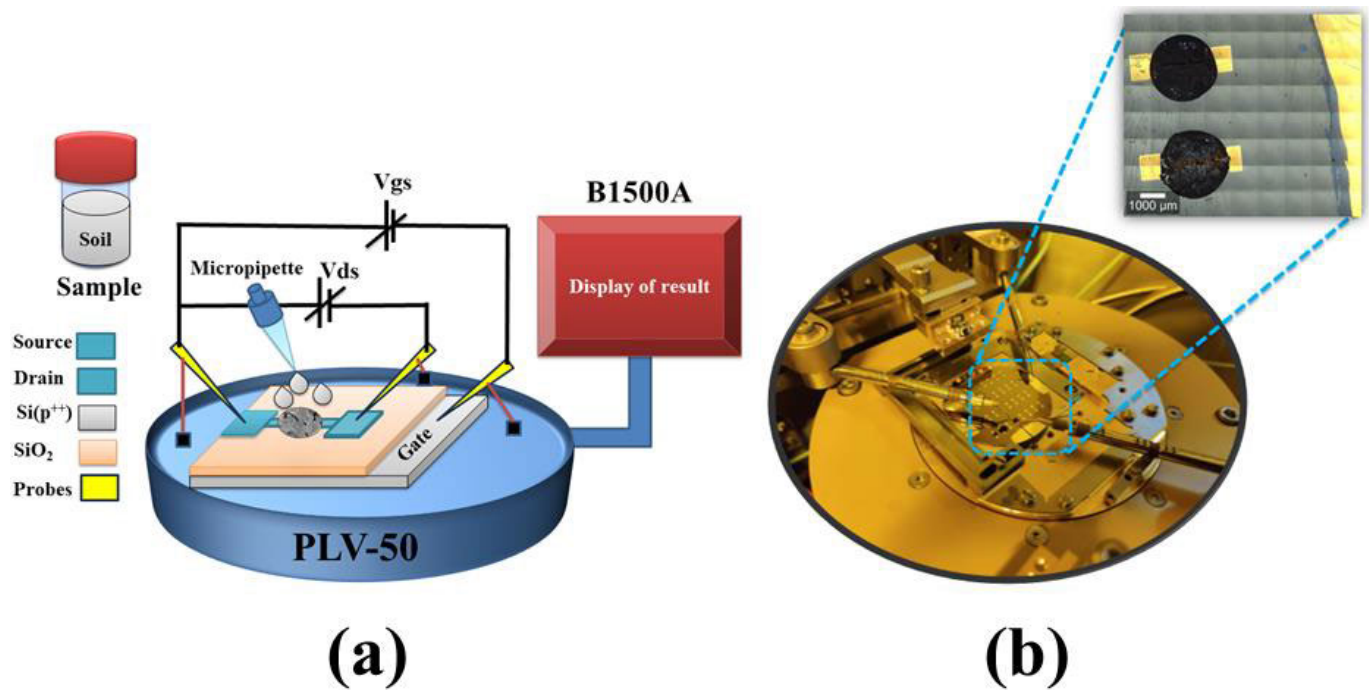 Vgs
B1500A
Soil
Micropipette
Vds
Sample
Display of result
Source
Drain
Si(p⁺⁺)
SiO₂
Probes
Gate
PLV-50
1000 µm
(a)
(b)